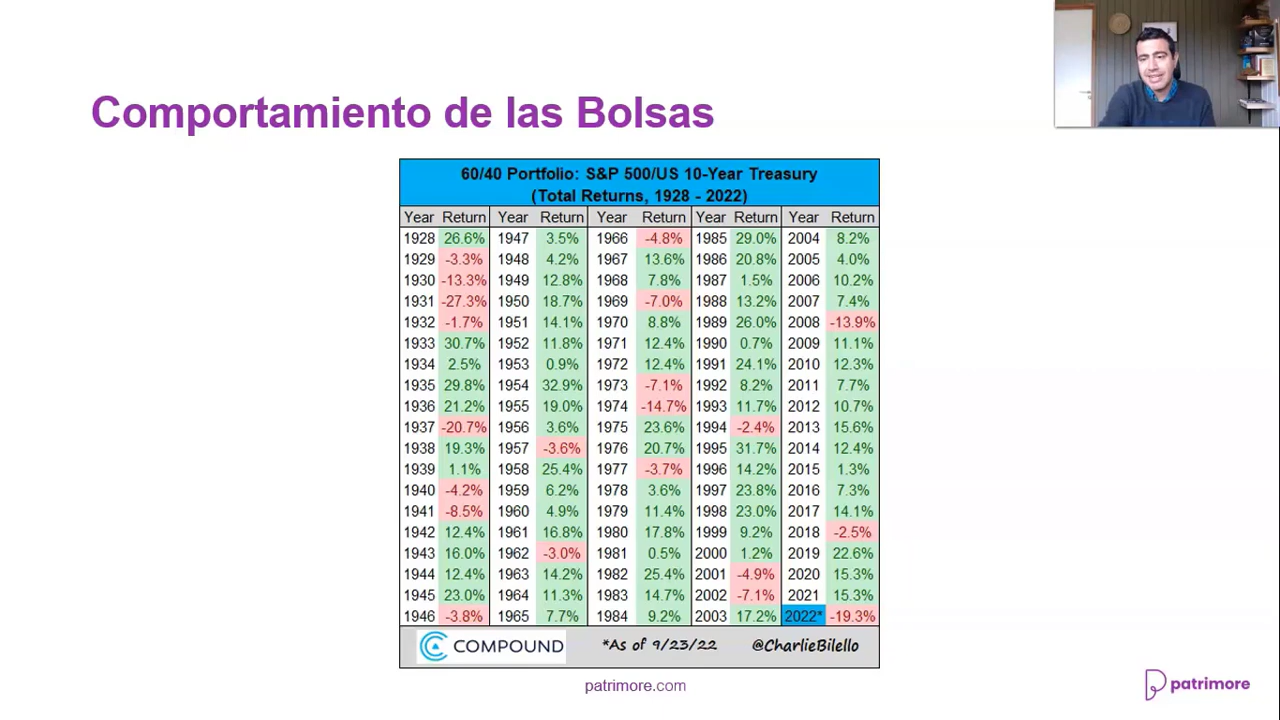 Comportamiento de las Bolsas
60/40 Portfolio: S&P 500/US 10-Year Treasury
(Total Returns, 1928 - 2022)
Year Return Year Return Year Return Year Return Year Return
1928 26.6% 1947 3.5% 1966 -4.8% 1985 29.0% 2004 8.2%
1929 -3.3% 1948 4.2% 1967 13.6% 1986 20.8% 2005 4.0%
1930 -13.3% 1949 12.8% 1968 7.8% 1987 1.5% 2006 10.2%
1931 -27.3% 1950 18.7% 1969 -7.0% 1988 13.2% 2007 7.4%
1932 -1.7% 1951 14.1% 1970 8.8% 1989 26.0% 2008 -13.9%
1933 30.7% 1952 11.8% 1971 12.4% 1990 0.7% 2009 11.1%
1934 2.5% 1953 0.9% 1972 12.4% 1991 24.1% 2010 12.3%
1935 29.8% 1954 32.9% 1973 -7.1% 1992 8.2% 2011 7.7%
1936 21.2% 1955 19.0% 1974 -14.7% 1993 11.7% 2012 10.7%
1937 -20.7% 1956 3.6% 1975 23.6% 1994 -2.4% 2013 15.6%
1938 19.3% 1957 -3.6% 1976 20.7% 1995 31.7% 2014 12.4%
1939 1.1% 1958 25.4% 1977 -3.7% 1996 14.2% 2015 1.3%
1940 -4.2% 1959 6.2% 1978 3.6% 1997 23.8% 2016 7.3%
1941 -8.5% 1960 4.9% 1979 11.4% 1998 23.0% 2017 14.1%
1942 12.4% 1961 16.8% 1980 17.8% 1999 9.2% 2018 -2.5%
1943 16.0% 1962 -3.0% 1981 0.5% 2000 1.2% 2019 22.6%
1944 12.4% 1963 14.2% 1982 25.4% 2001 -4.9% 2020 15.3%
1945 23.0% 1964 11.3% 1983 14.7% 2002 -7.1% 2021 15.3%
1946 -3.8% 1965 7.7% 1984 9.2% 2003 17.2% 2022* -19.3%
COMPOUND *As of 9/23/22 @CharlieBilello
patrimore.com
patrimore